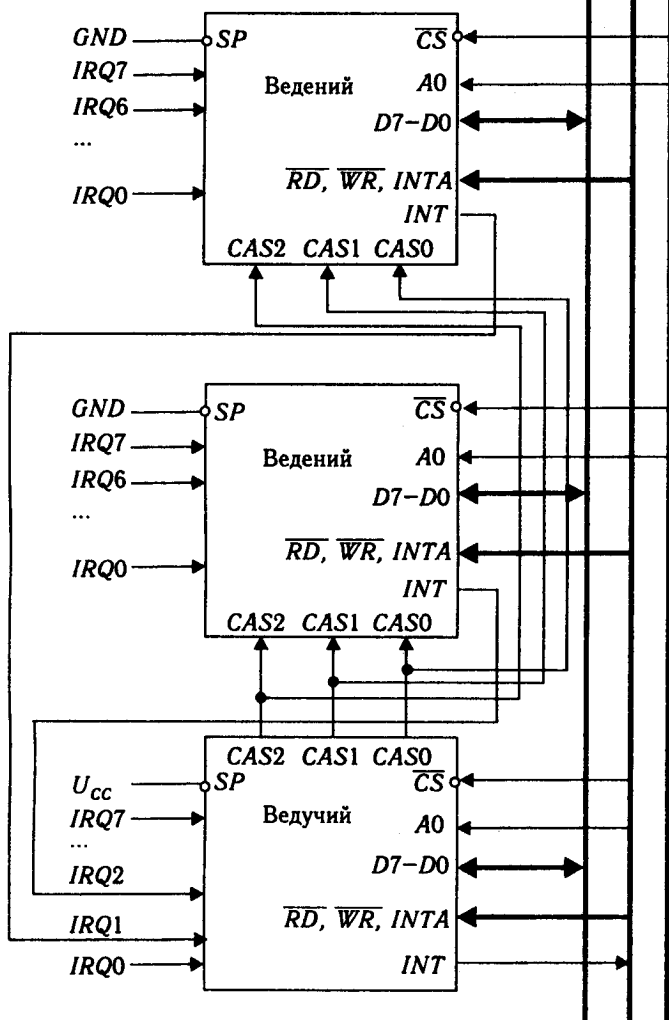 GND SP CS
IRQ7
Ведений A0
IRQ6
D7-D0
...
RD, WR, INTA
IRQ0
INT
CAS2 CAS1 CAS0
GND SP CS
IRQ7
Ведений A0
IRQ6
D7-D0
...
RD, WR, INTA
IRQ0
INT
CAS2 CAS1 CAS0
CAS2 CAS1 CAS0
UCC SP CS
IRQ7 Ведучий A0
...
D7-D0
IRQ2
IRQ1 RD, WR, INTA
IRQ0 INT